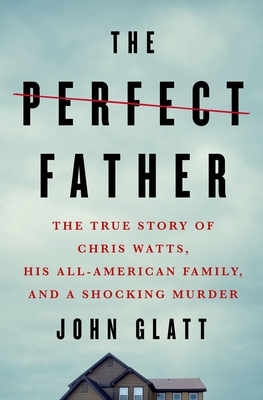 THE
PERFECT
FATHER
THE TRUE STORY OF
CHRIS WATTS,
HIS ALL-AMERICAN FAMILY,
AND A SHOCKING MURDER
JOHN GLATT